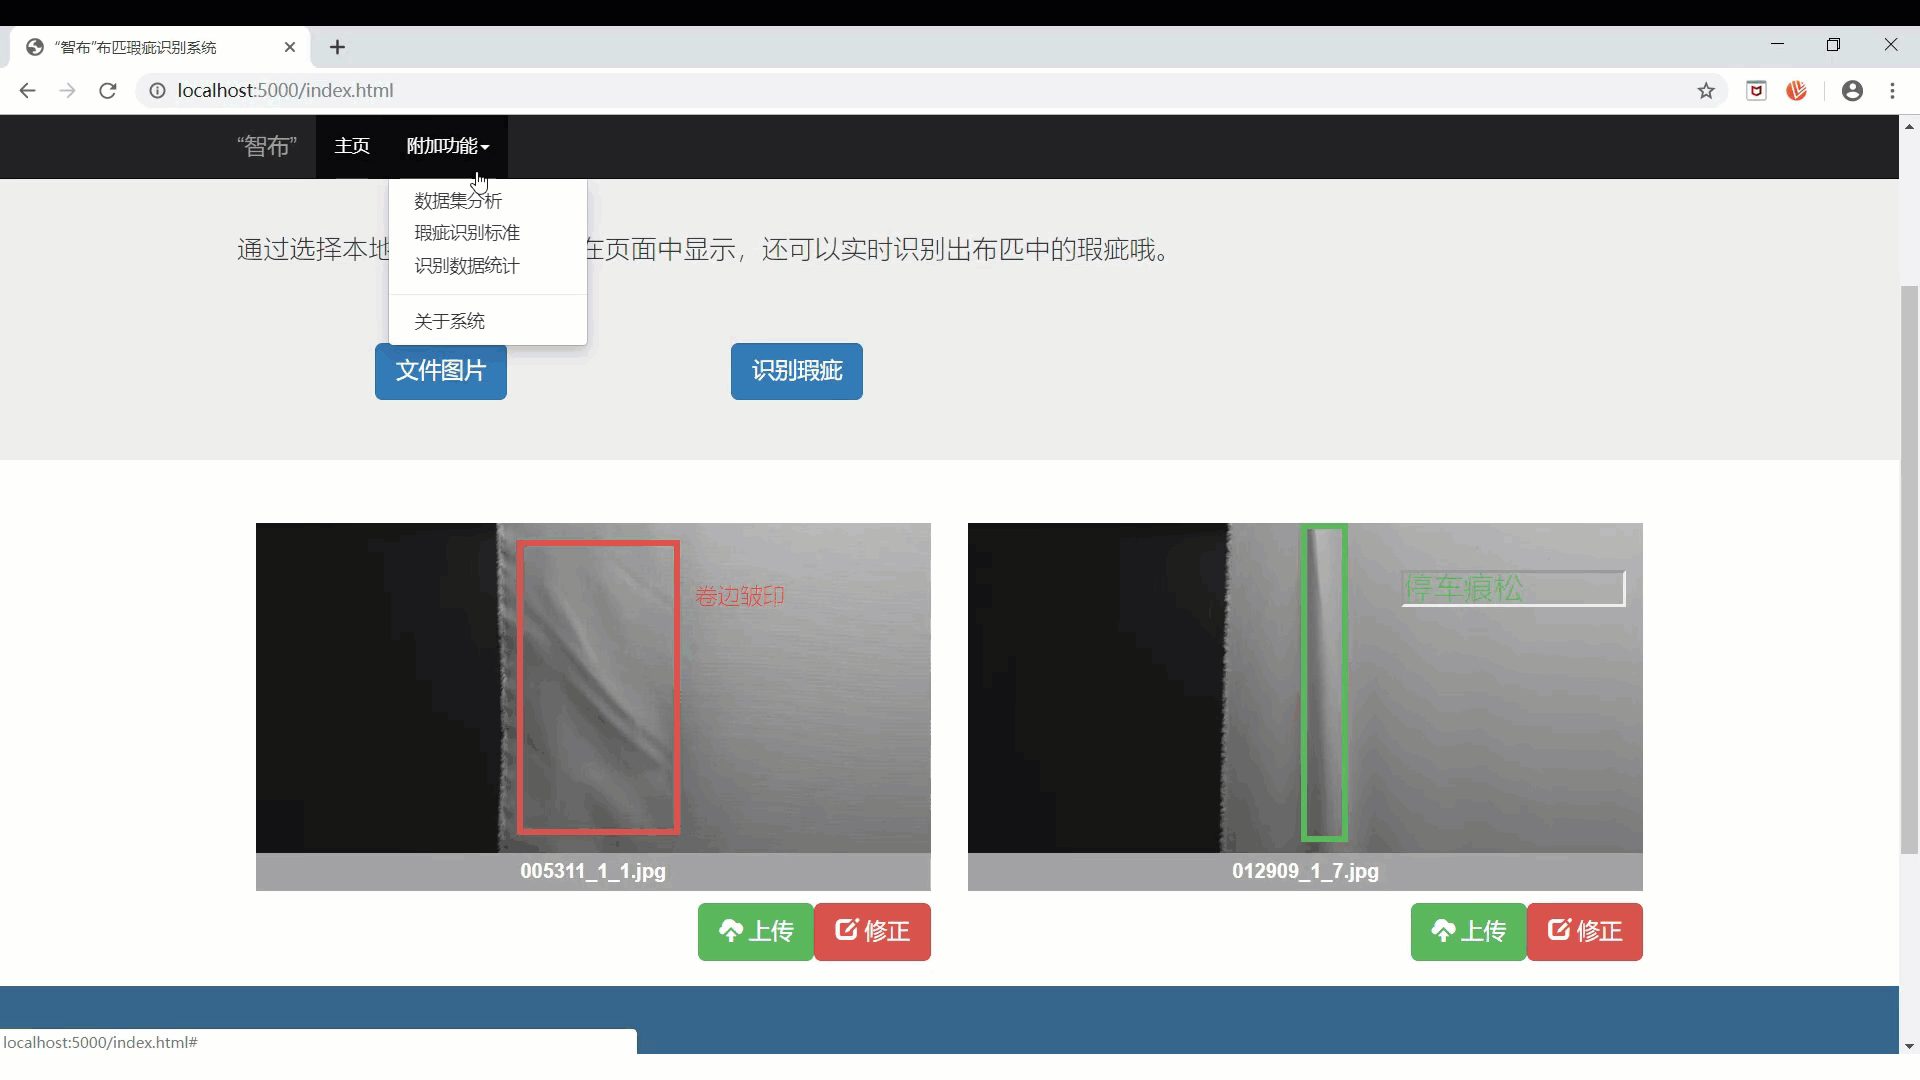 “智布”布匹瑕疵识别系统
localhost:5000/index.html
“智布”
主页
附加功能
数据集分析
瑕疵识别标准
识别数据统计
关于系统
通过选择本地
在页面中显示，还可以实时识别出布匹中的瑕疵哦。
文件图片
识别瑕疵
卷边皱印
停车痕松
005311_1_1.jpg
012909_1_7.jpg
上传
修正
上传
修正
localhost:5000/index.html#